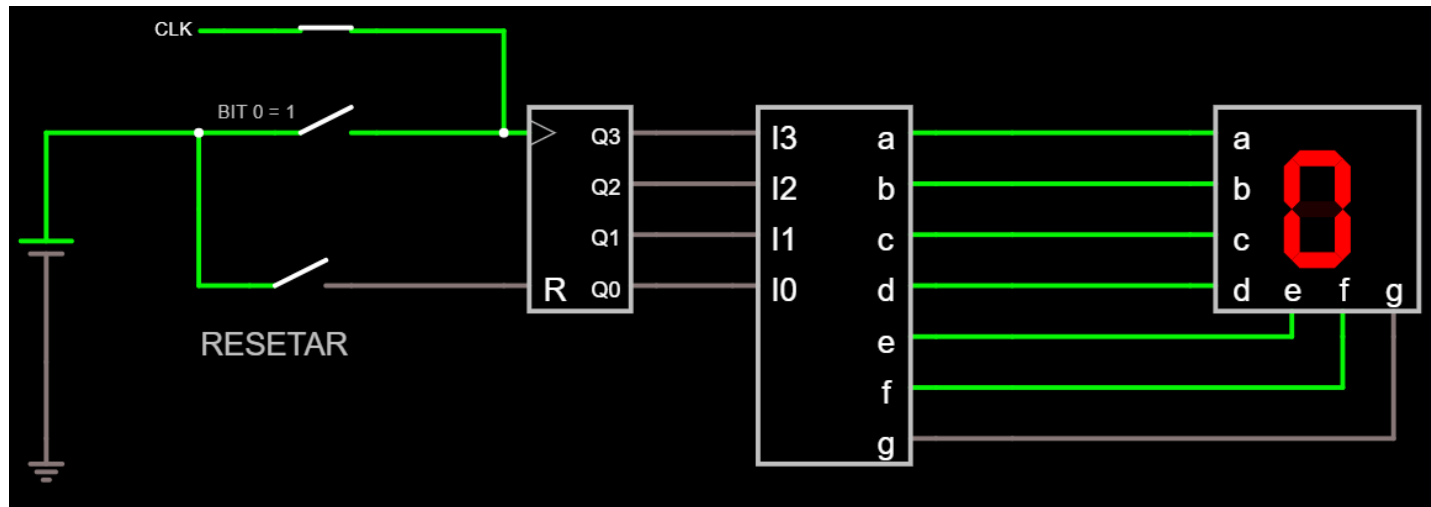 CLK
BIT 0 = 1
Q3 I3 a a
Q2 I2 b b
Q1 I1 c c
R Q0 I0 d d e f g
e
RESETAR
f
g